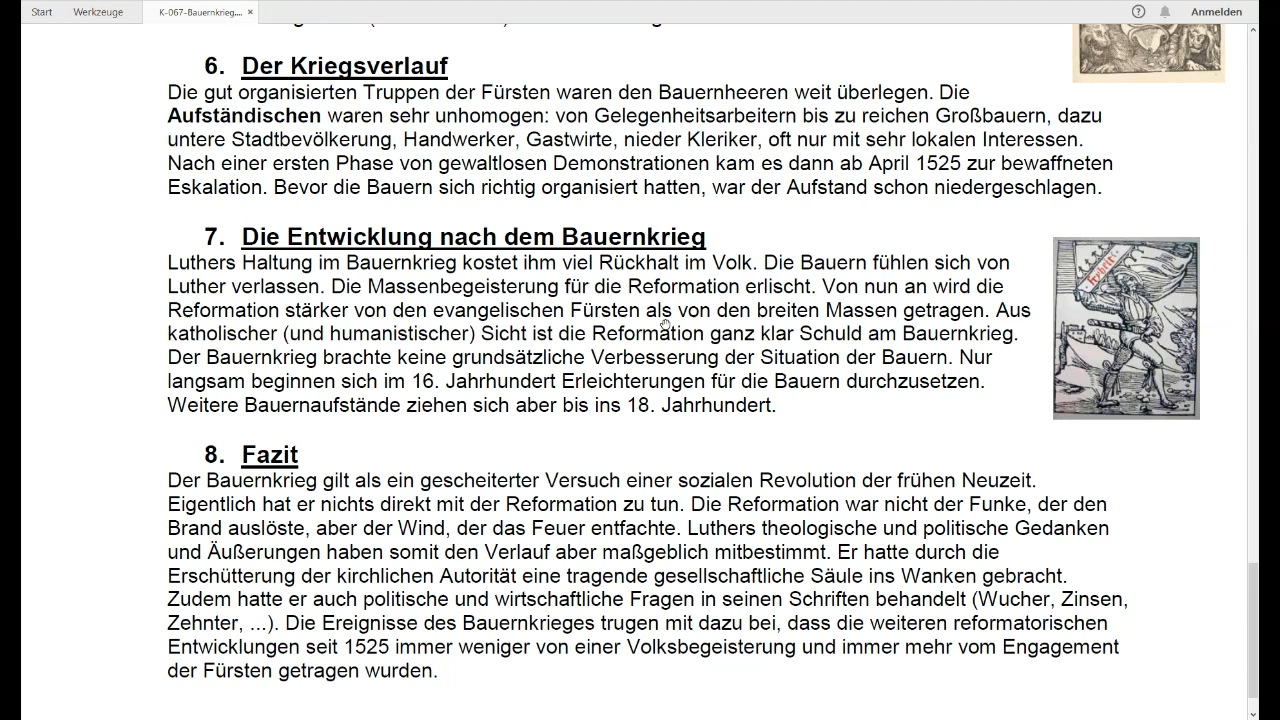 Start Werkzeuge K-067-Bauernkrieg.... × Anmelden
6. Der Kriegsverlauf
Die gut organisierten Truppen der Fürsten waren den Bauernheeren weit überlegen. Die
Aufständischen waren sehr unhomogen: von Gelegenheitsarbeitern bis zu reichen Großbauern, dazu
untere Stadtbevölkerung, Handwerker, Gastwirte, nieder Kleriker, oft nur mit sehr lokalen Interessen.
Nach einer ersten Phase von gewaltlosen Demonstrationen kam es dann ab April 1525 zur bewaffneten
Eskalation. Bevor die Bauern sich richtig organisiert hatten, war der Aufstand schon niedergeschlagen.
7. Die Entwicklung nach dem Bauernkrieg
Luthers Haltung im Bauernkrieg kostet ihm viel Rückhalt im Volk. Die Bauern fühlen sich von
Luther verlassen. Die Massenbegeisterung für die Reformation erlischt. Von nun an wird die
Reformation stärker von den evangelischen Fürsten als von den breiten Massen getragen. Aus
katholischer (und humanistischer) Sicht ist die Reformation ganz klar Schuld am Bauernkrieg.
Der Bauernkrieg brachte keine grundsätzliche Verbesserung der Situation der Bauern. Nur
langsam beginnen sich im 16. Jahrhundert Erleichterungen für die Bauern durchzusetzen.
Weitere Bauernaufstände ziehen sich aber bis ins 18. Jahrhundert.
8. Fazit
Der Bauernkrieg gilt als ein gescheiterter Versuch einer sozialen Revolution der frühen Neuzeit.
Eigentlich hat er nichts direkt mit der Reformation zu tun. Die Reformation war nicht der Funke, der den
Brand auslöste, aber der Wind, der das Feuer entfachte. Luthers theologische und politische Gedanken
und Äußerungen haben somit den Verlauf aber maßgeblich mitbestimmt. Er hatte durch die
Erschütterung der kirchlichen Autorität eine tragende gesellschaftliche Säule ins Wanken gebracht.
Zudem hatte er auch politische und wirtschaftliche Fragen in seinen Schriften behandelt (Wucher, Zinsen,
Zehnter, ...). Die Ereignisse des Bauernkrieges trugen mit dazu bei, dass die weiteren reformatorischen
Entwicklungen seit 1525 immer weniger von einer Volksbegeisterung und immer mehr vom Engagement
der Fürsten getragen wurden.